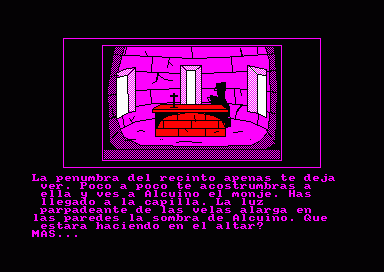 La penumbra del recinto apenas te deja
ver. Poco a poco te acostrumbras a
ella y ves a Alcuino el monje. Has
llegado a la capilla. La luz
parpadeante de las velas alarga en
las paredes la sombra de Alcuino. Que
estara haciendo en el altar?
MAS...